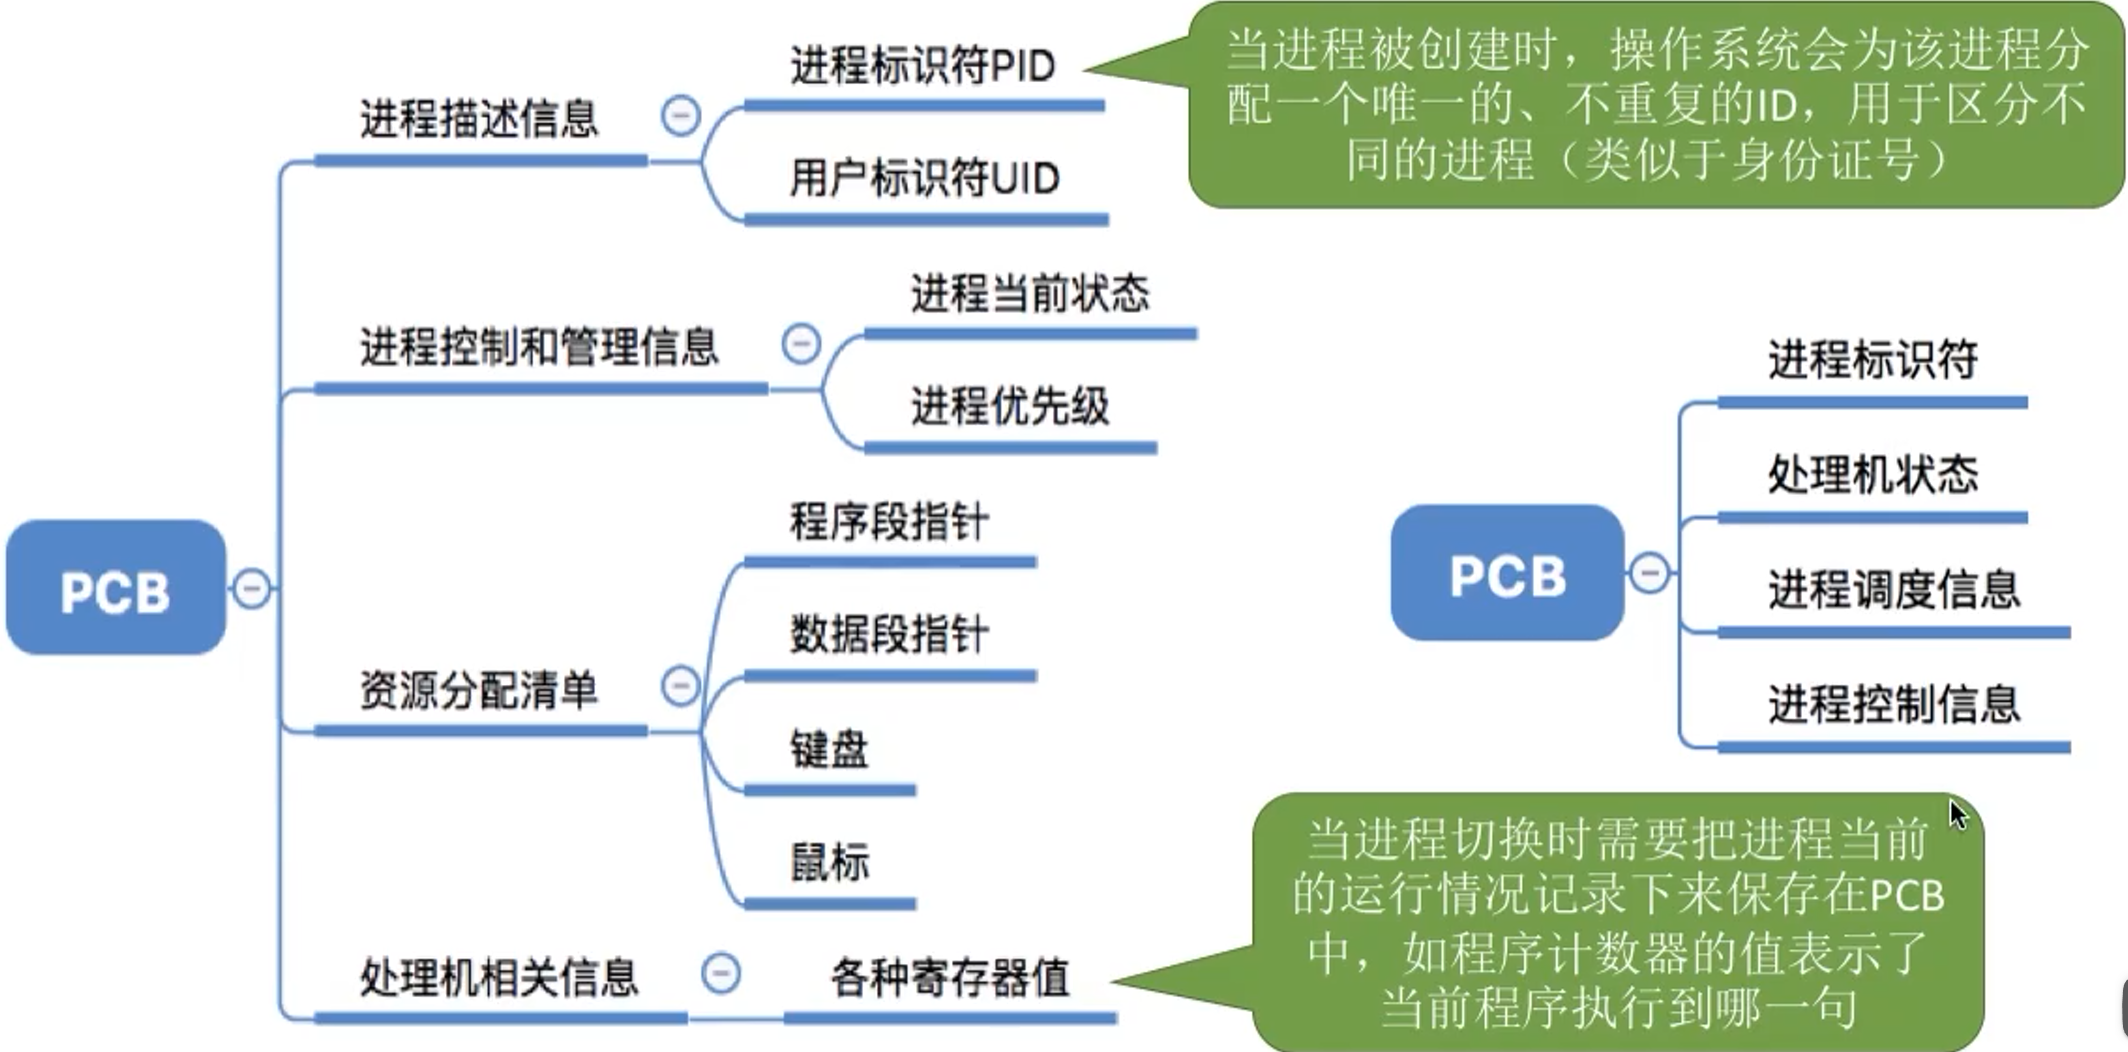 PCB
进程描述信息
进程标识符PID
用户标识符UID
进程控制和管理信息
进程当前状态
进程优先级
资源分配清单
程序段指针
数据段指针
键盘
鼠标
处理机相关信息
各种寄存器值
当进程被创建时，操作系统会为该进程分
配一个唯一的、不重复的ID，用于区分不
同的进程（类似于身份证号）
PCB
进程标识符
处理机状态
进程调度信息
进程控制信息
当进程切换时需要把进程当前
的运行情况记录下来保存在PCB
中，如程序计数器的值表示了
当前程序执行到哪一句